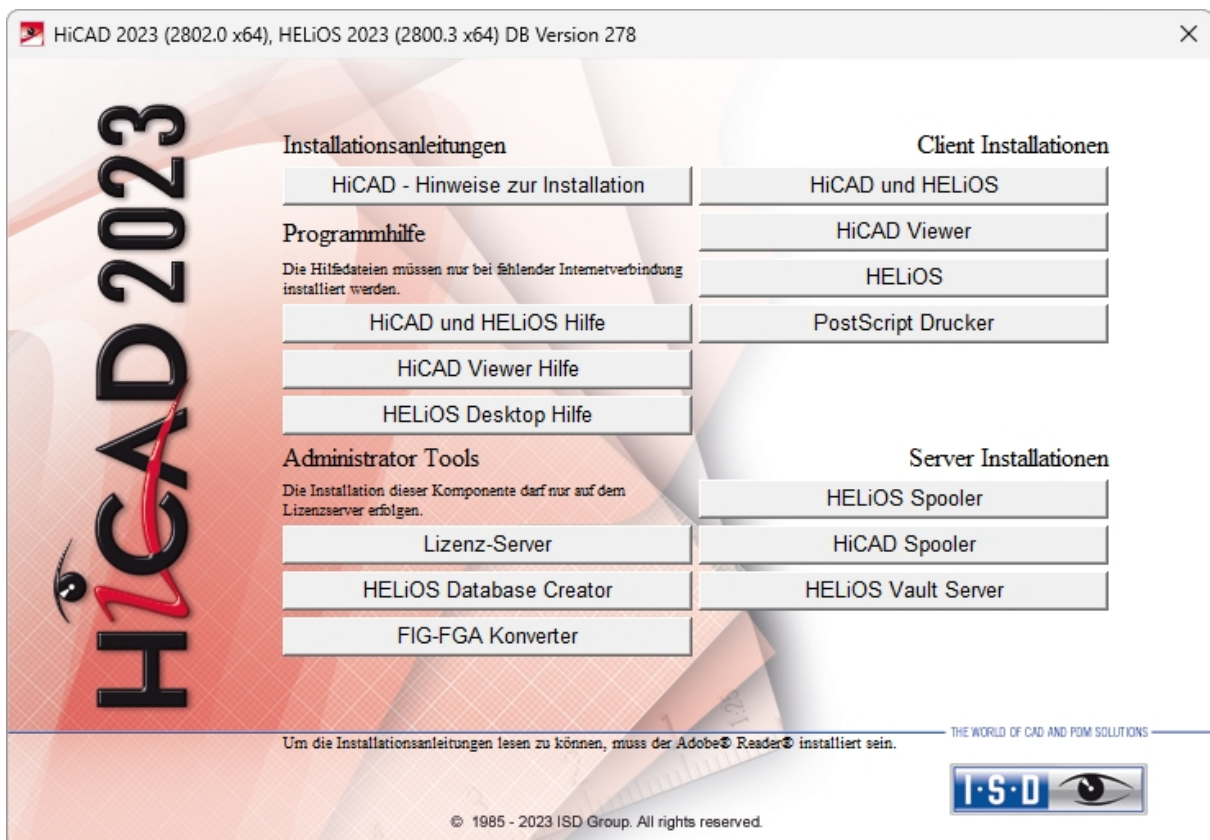 HiCAD 2023 (2802.0 x64), HELiOS 2023 (2800.3 x64) DB Version 278
HiCAD 2023
Installationsanleitungen
HiCAD - Hinweise zur Installation
Programmhilfe
Die Hilfedateien müssen nur bei fehlender Internetverbindung
installiert werden.
HiCAD und HELiOS Hilfe
HiCAD Viewer Hilfe
HELiOS Desktop Hilfe
Administrator Tools
Die Installation dieser Komponente darf nur auf dem
Lizenzserver erfolgen.
Lizenz-Server
HELiOS Database Creator
FIG-FGA Konverter
Client Installationen
HiCAD und HELiOS
HiCAD Viewer
HELiOS
PostScript Drucker
Server Installationen
HELiOS Spooler
HiCAD Spooler
HELiOS Vault Server
Um die Installationsanleitungen lesen zu können, muss der Adobe® Reader® installiert sein.
THE WORLD OF CAD AND PDM SOLUTIONS
I·S·D
© 1985 - 2023 ISD Group. All rights reserved.